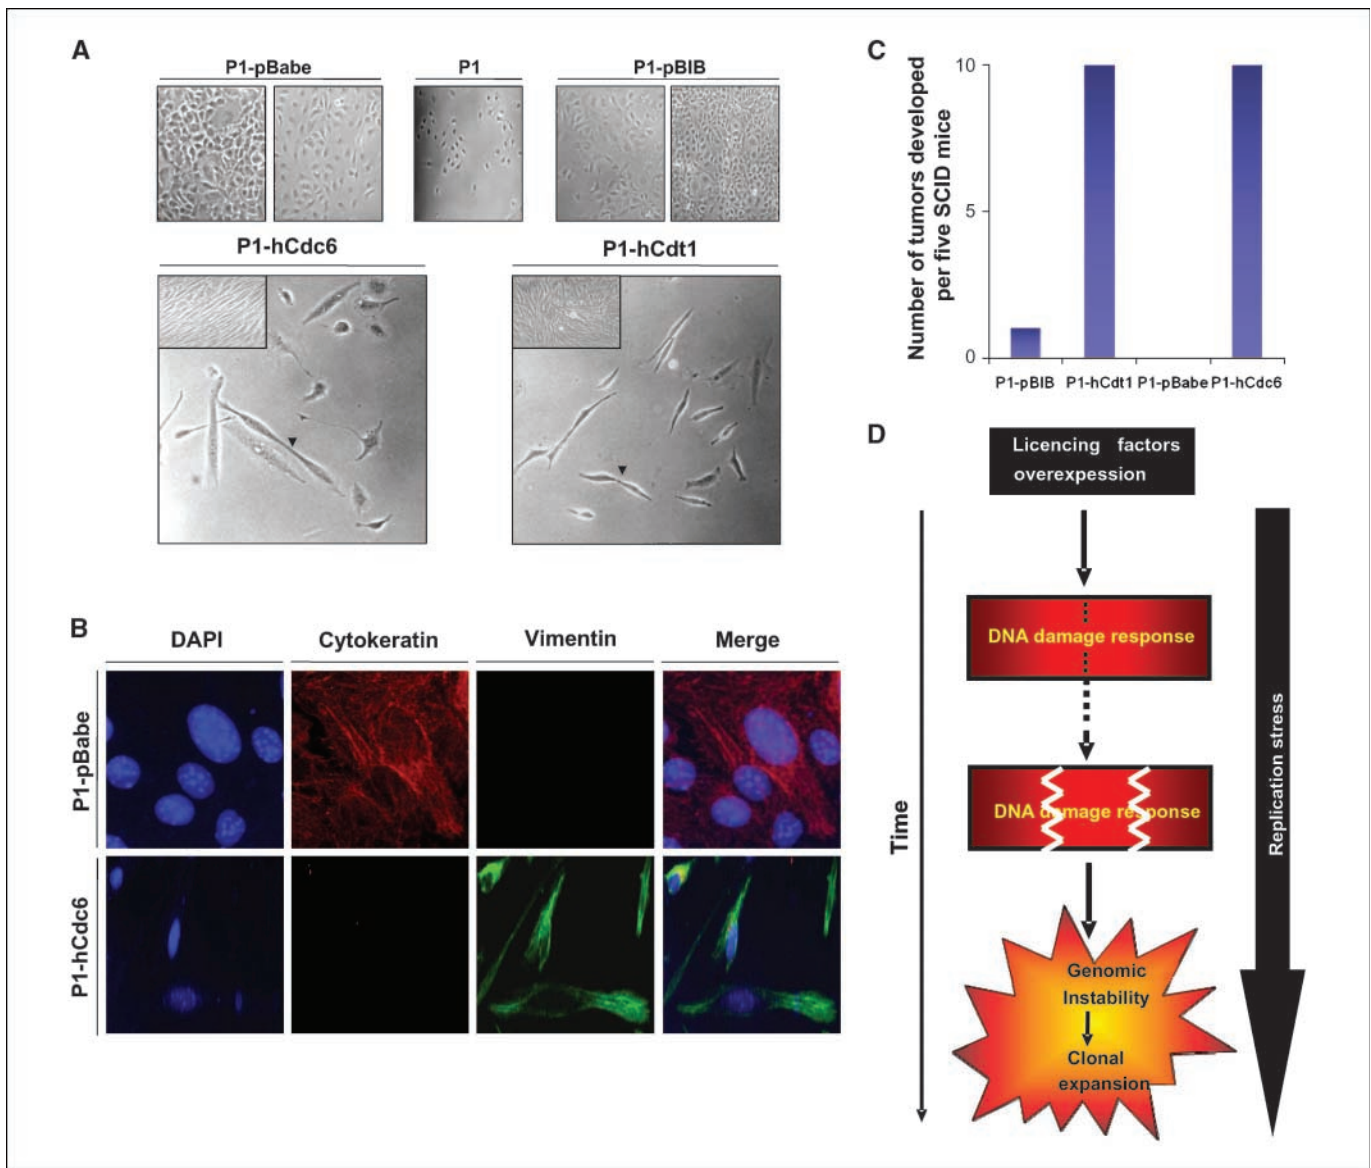 A
P1-pBabe
P1
P1-pBIB
P1-hCdc6
P1-hCdt1
B
DAPI
Cytokeratin
Vimentin
Merge
P1-pBabe
P1-hCdc6
C
Number of tumors developed
per five SCID mice
10
5
0
P1-pBIB
P1-hCdt1
P1-pBabe
P1-hCdc6
D
Licencing factors
overexpession
DNA damage response
DNA damage response
Genomic
Instability
Clonal
expansion
Time
Replication stress